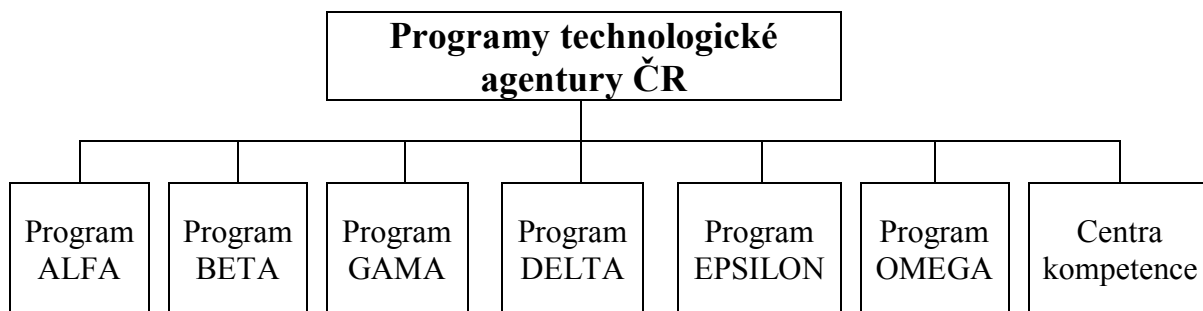 Programy technologické
agentury ČR
Program
ALFA
Program
BETA
Program
GAMA
Program
DELTA
Program
EPSILON
Program
OMEGA
Centra
kompetence